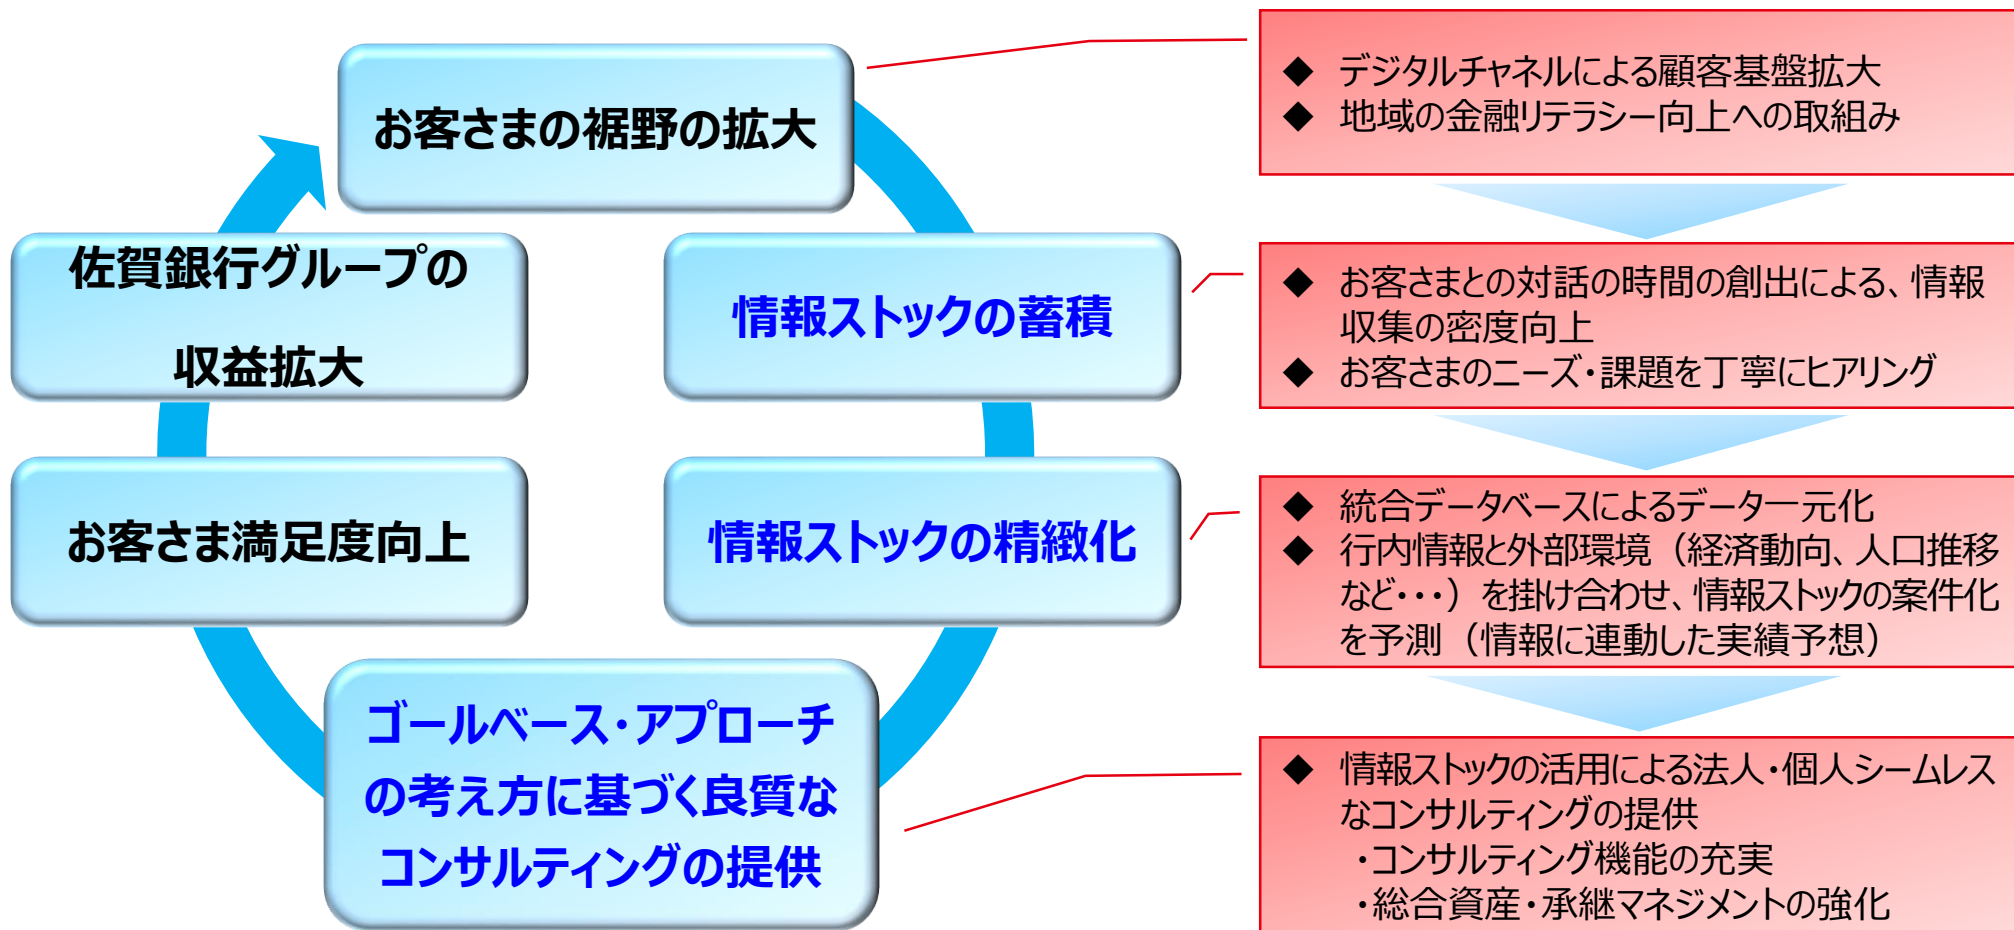 お客さまの裾野の拡大
佐賀銀行グループの
収益拡大
情報ストックの蓄積
お客さま満足度向上
情報ストックの精緻化
ゴールベース・アプローチ
の考え方に基づく良質な
コンサルティングの提供
◆ デジタルチャネルによる顧客基盤拡大
◆ 地域の金融リテラシー向上への取組み
◆ お客さまとの対話の時間の創出による、情報
収集の密度向上
◆ お客さまのニーズ・課題を丁寧にヒアリング
◆ 統合データベースによるデータ一元化
◆ 行内情報と外部環境（経済動向、人口推移
など・・・）を掛け合わせ、情報ストックの案件化
を予測（情報に連動した実績予想）
◆ 情報ストックの活用による法人・個人シームレス
なコンサルティングの提供
・コンサルティング機能の充実
・総合資産・承継マネジメントの強化